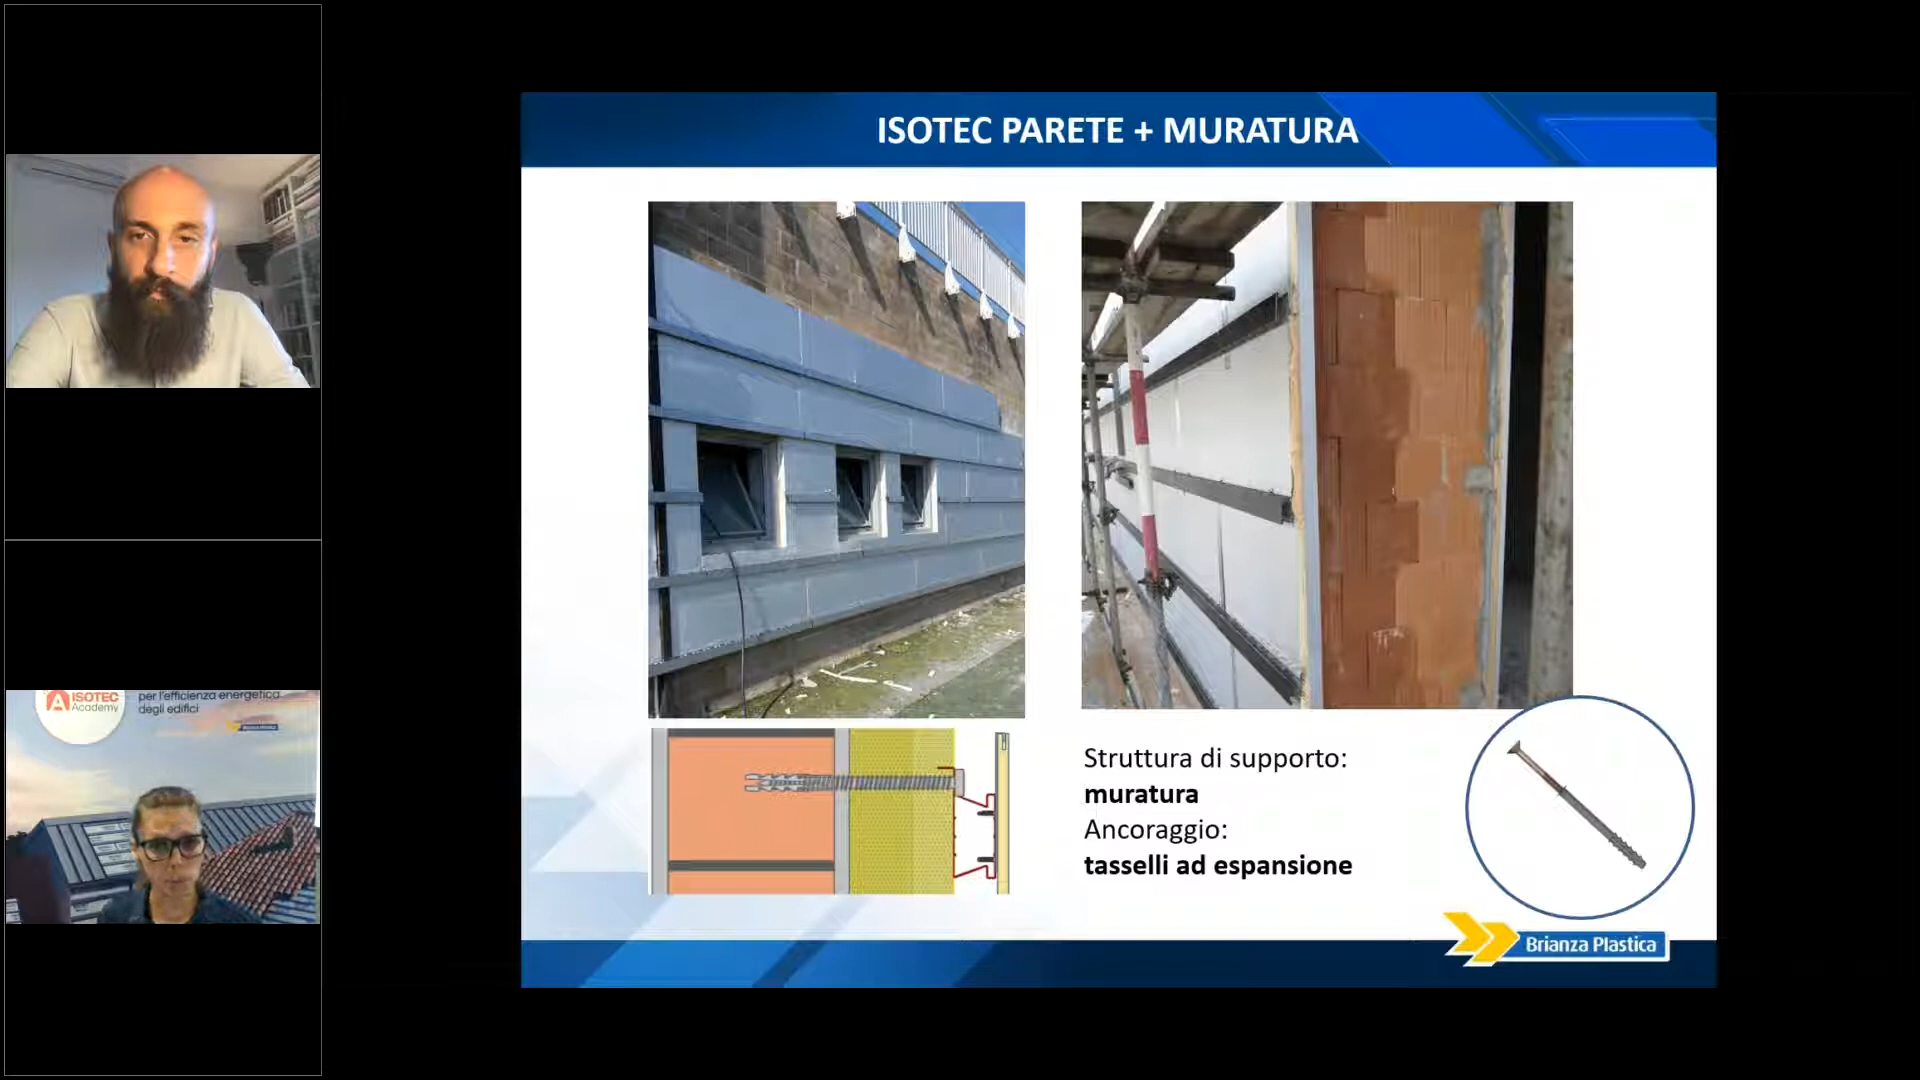 ISOTEC PARETE + MURATURA
Struttura di supporto:
muratura
Ancoraggio:
tasselli ad espansione
Brianza Plastica
ISOTEC
Academy
per l'efficienza energetica
degli edifici